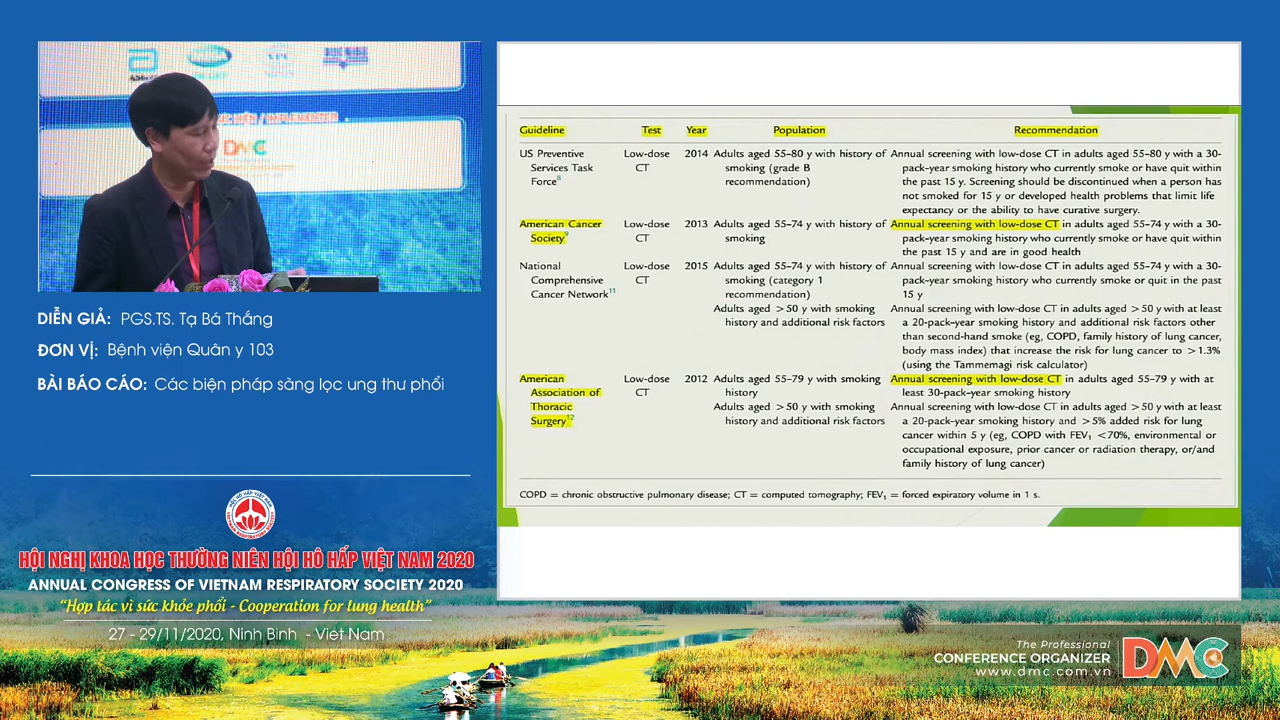 DIỄN GIẢ: PGS.TS. Tạ Bá Thắng
ĐƠN VỊ: Bệnh viện Quân y 103
BÀI BÁO CÁO: Các biện pháp sàng lọc ung thư phổi
HỘI NGHỊ KHOA HỌC THƯỜNG NIÊN HỘI HÔ HẤP VIỆT NAM 2020
ANNUAL CONGRESS OF VIETNAM RESPIRATORY SOCIETY 2020
“Hợp tác vì sức khỏe phổi - Cooperation for lung health”
27 - 29/11/2020, Ninh Bình - Viet Nam
Guideline Test Year Population Recommendation
US Preventive Low-dose 2014 Adults aged 55–80 y with history of Annual screening with low-dose CT in adults aged 55–80 y with a 30-
Services Task CT smoking (grade B pack–year smoking history who currently smoke or have quit within
Force8 recommendation) the past 15 y. Screening should be discontinued when a person has
not smoked for 15 y or developed health problems that limit life
expectancy or the ability to have curative surgery.
American Cancer Low-dose 2013 Adults aged 55–74 y with history of Annual screening with low-dose CT in adults aged 55–74 y with a 30-
Society9 CT smoking pack–year smoking history who currently smoke or have quit within
the past 15 y and are in good health
National Low-dose 2015 Adults aged 55–74 y with history of Annual screening with low-dose CT in adults aged 55–74 y with a 30-
Comprehensive CT smoking (category 1 pack–year smoking history who currently smoke or quit in the past
Cancer Network11 recommendation) 15 y
Adults aged >50 y with smoking Annual screening with low-dose CT in adults aged >50 y with at least
history and additional risk factors a 20-pack–year smoking history and additional risk factors other
than second-hand smoke (eg, COPD, family history of lung cancer,
body mass index) that increase the risk for lung cancer to >1.3%
(using the Tammemagi risk calculator)
American Low-dose 2012 Adults aged 55–79 y with smoking Annual screening with low-dose CT in adults aged 55–79 y with at
Association of CT history least 30-pack–year smoking history
Thoracic Adults aged >50 y with smoking Annual screening with low-dose CT in adults aged >50 y with at least
Surgery12 history and additional risk factors a 20-pack–year smoking history and >5% added risk for lung
cancer within 5 y (eg, COPD with FEV1 <70%, environmental or
occupational exposure, prior cancer or radiation therapy, or/and
family history of lung cancer)
COPD = chronic obstructive pulmonary disease; CT = computed tomography; FEV1 = forced expiratory volume in 1 s.
The Professional
CONFERENCE ORGANIZER
www.dmc.com.vn
DMC